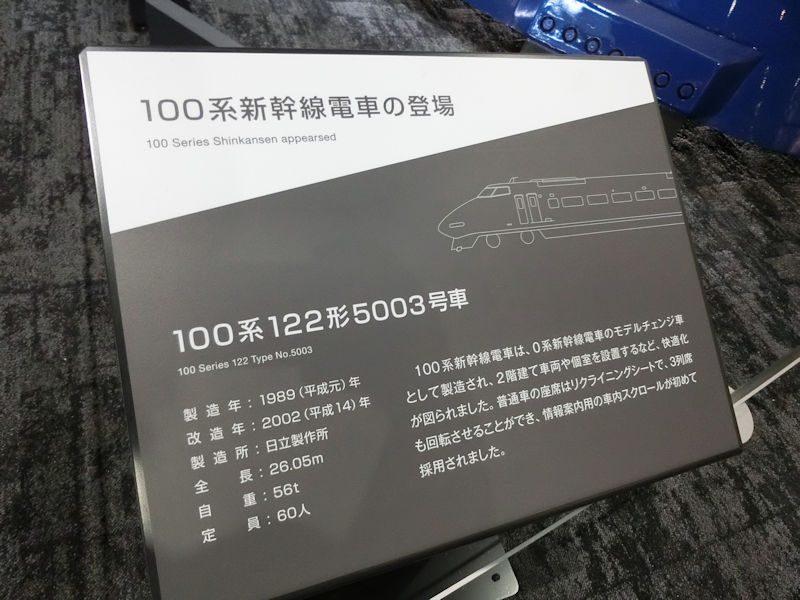 100系新幹線電車の登場
100 Series Shinkansen appearsed
100系122形5003号車
100 Series 122 Type No.5003
製造年：1989（平成元）年
改造年：2002（平成14）年
製造所：日立製作所
全長：26.05m
自重：56t
定員：60人
100系新幹線電車は、0系新幹線電車のモデルチェンジ車
として製造され、2階建て車両や個室を設置するなど、快適化
が図られました。普通車の座席はリクライニングシートで、3列席
も回転させることができ、情報案内用の車内スクロールが初めて
採用されました。